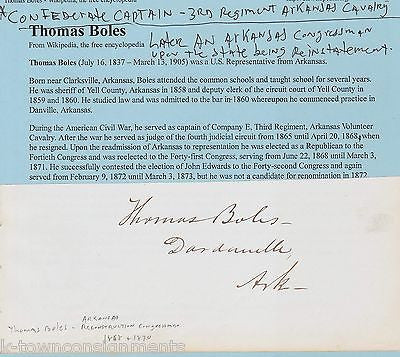 Thomas Boles - Wikipedia, the free encyclopedia
* CONFEDERATE CAPTAIN - 3RD REGIMENT ARKANSAS CAVALRY
Thomas Boles
LATER AN ARKANSAS CONGRESSMAN
From Wikipedia, the free encyclopedia
UPON THE STATE BEING REINSTATEMENT.
Thomas Boles (July 16, 1837 – March 13, 1905) was a U.S. Representative from Arkansas.
Born near Clarksville, Arkansas, Boles attended the common schools and taught school for several years.
He was sheriff of Yell County, Arkansas in 1858 and deputy clerk of the circuit court of Yell County in
1859 and 1860. He studied law and was admitted to the bar in 1860 whereupon he commenced practice in
Danville, Arkansas.
During the American Civil War, he served as captain of Company E, Third Regiment, Arkansas Volunteer
Cavalry. After the war he served as judge of the fourth judicial circuit from 1865 until April 20, 1868, when
he resigned. Upon the readmission of Arkansas to representation he was elected as a Republican to the
Fortieth Congress and was reelected to the Forty-first Congress, serving from June 22, 1868 until March 3,
1871. He successfully contested the election of John Edwards to the Forty-second Congress and again
served from February 9, 1872 until March 3, 1873, but he was not a candidate for renomination in 1872.
Thomas Boles
Dardanelle,
Ark
ARKANSAS
Thomas Boles - RECONSTRUCTION CONGRESSMAN
1868 & 1870
© k-townconsignments